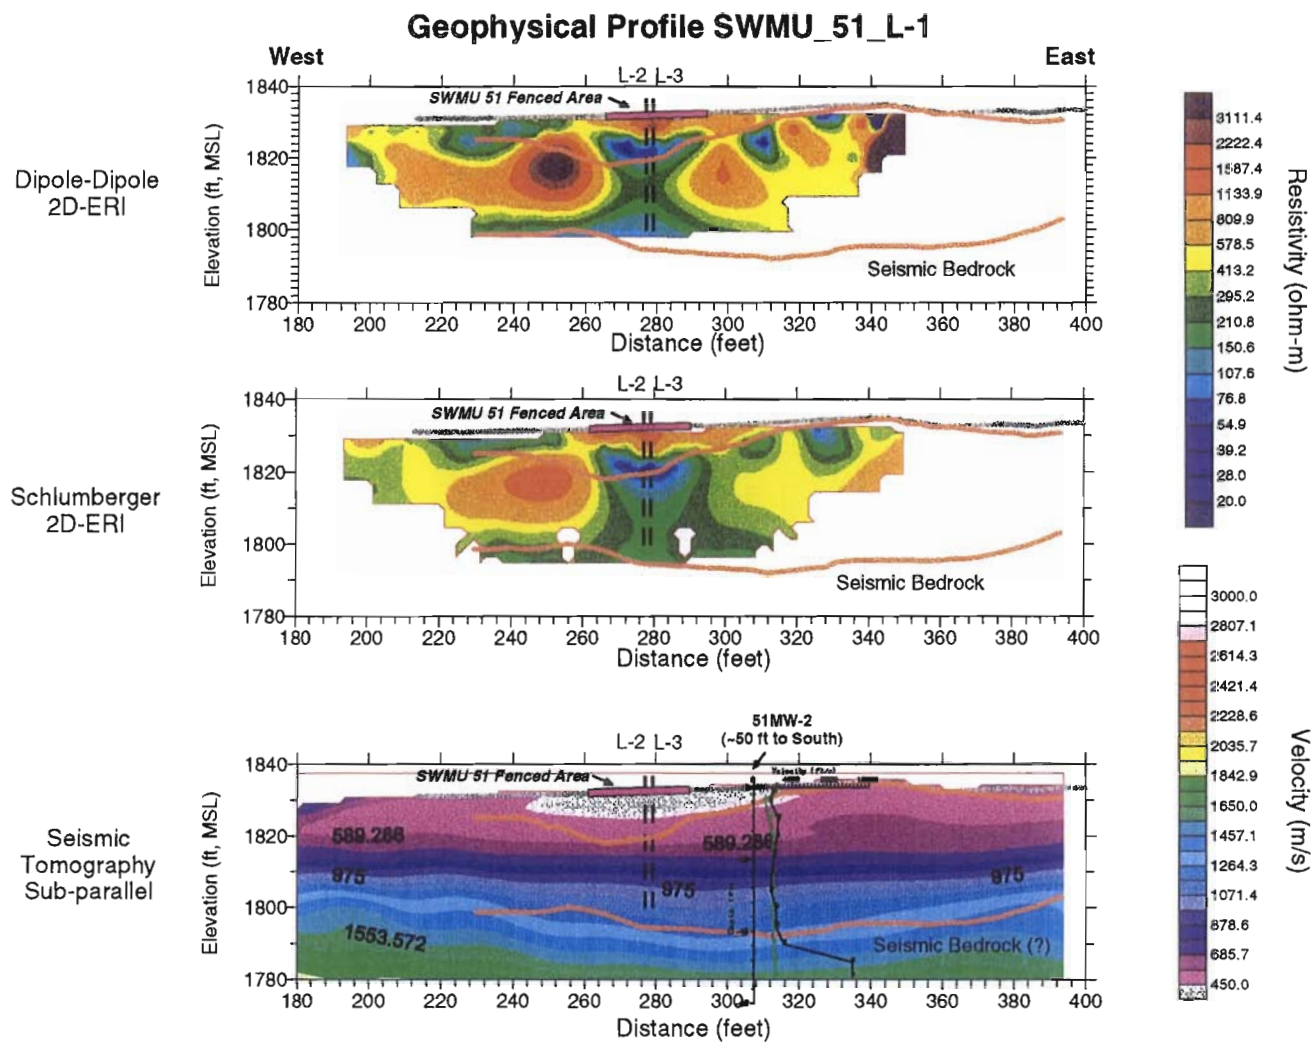 Geophysical Profile SWMU_51_L-1
West
East
L-2 L-3
SWMU 51 Fenced Area
Dipole-Dipole
2D-ERI
Elevation (ft, MSL)
1840
1820
1800
1780
Seismic Bedrock
180 200 220 240 260 280 300 320 340 360 380 400
Distance (feet)
L-2 L-3
SWMU 51 Fenced Area
Schlumberger
2D-ERI
Elevation (ft, MSL)
1840
1820
1800
1780
Seismic Bedrock
180 200 220 240 260 280 300 320 340 360 380 400
Distance (feet)
51MW-2
(~50 ft to South)
L-2 L-3
SWMU 51 Fenced Area
Velocity (ft/s)
Seismic
Tomography
Sub-parallel
Elevation (ft, MSL)
1840
1820
1800
1780
589.286
589.286
975
975
975
1553.572
Seismic Bedrock (?)
180 200 220 240 260 280 300 320 340 360 380 400
Distance (feet)
3111.4
2222.4
1587.4
1133.9
809.9
578.5
413.2
295.2
210.8
150.6
107.6
76.8
54.9
39.2
28.0
20.0
Resistivity (ohm-m)
3000.0
2807.1
2614.3
2421.4
2228.6
2035.7
1842.9
1650.0
1457.1
1264.3
1071.4
878.6
685.7
450.0
Velocity (m/s)